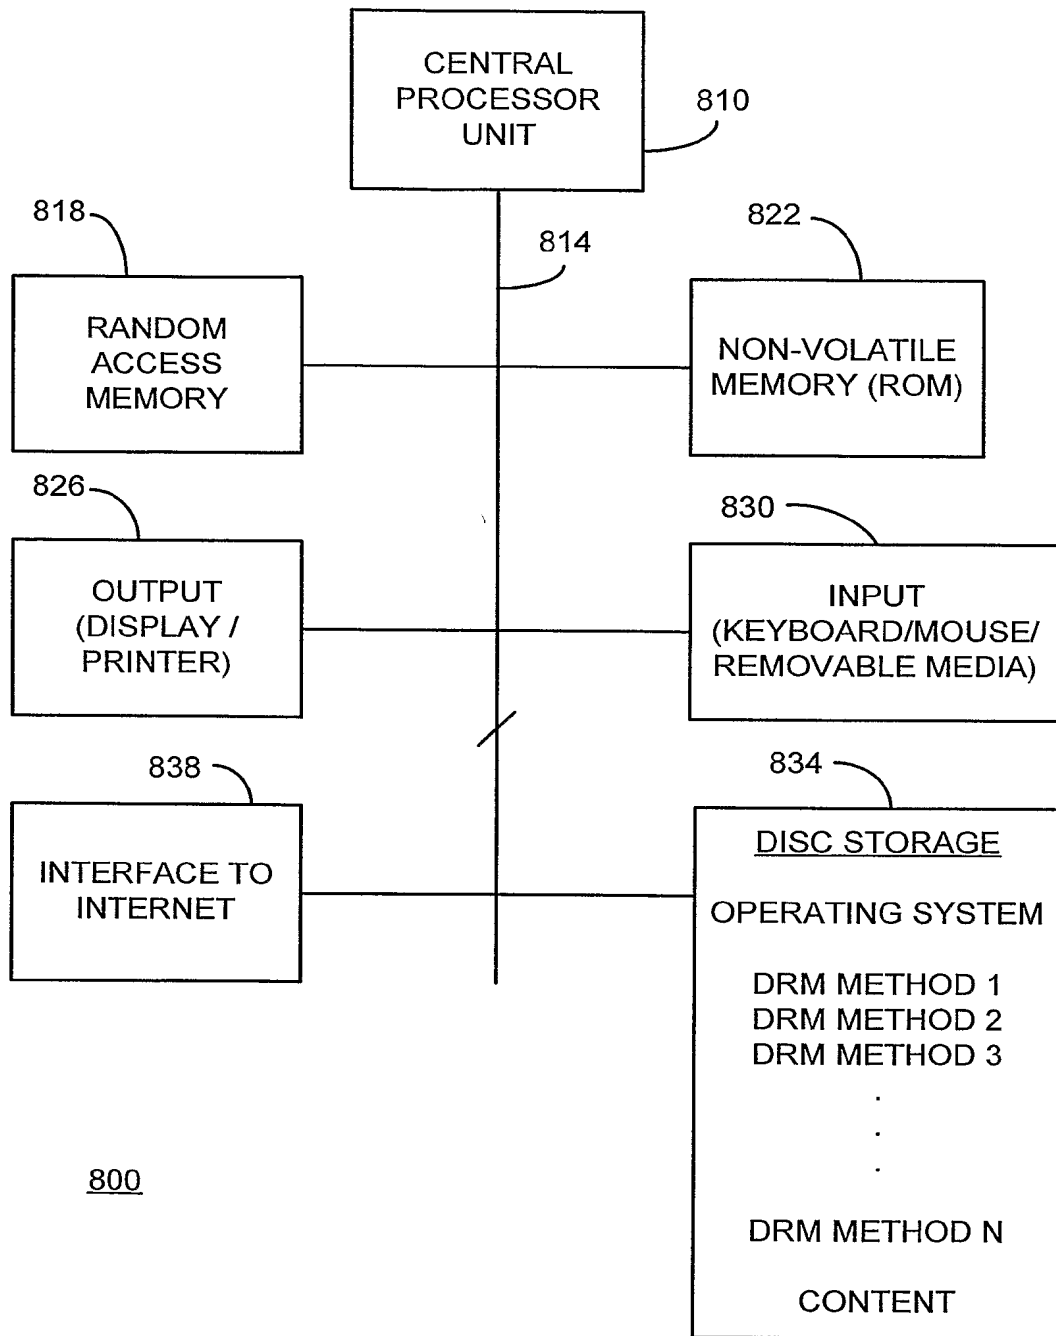 CENTRAL
PROCESSOR
UNIT
810
818
814
822
RANDOM
ACCESS
MEMORY
NON-VOLATILE
MEMORY (ROM)
826
830
OUTPUT
(DISPLAY /
PRINTER)
INPUT
(KEYBOARD/MOUSE/
REMOVABLE MEDIA)
838
834
INTERFACE TO
INTERNET
DISC STORAGE
OPERATING SYSTEM
DRM METHOD 1
DRM METHOD 2
DRM METHOD 3
.
.
.
DRM METHOD N
CONTENT
800